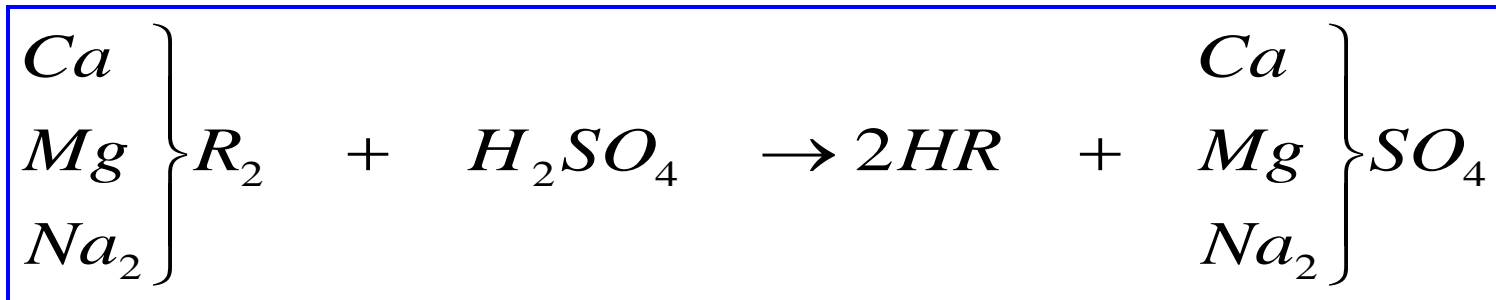 Ca Ca
Mg } R₂ + H₂SO₄ → 2HR + Mg } SO₄
Na₂ Na₂